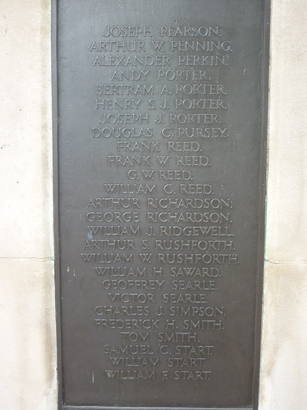 JOSEPH PEARSON.
ARTHUR W. PENNING.
ALEXANDER PERKIN.
ANDY PORTER.
BERTRAM A. PORTER.
HENRY S. J. PORTER.
JOSEPH J. PORTER.
DOUGLAS C. PURSEY.
FRANK REED.
FRANK W. REED.
G. W REED.
WILLIAM G. REED.
ARTHUR RICHARDSON.
GEORGE RICHARDSON.
WILLIAM J. RIDGEWELL.
ARTHUR S. RUSHFORTH.
WILLIAM W. RUSHFORTH.
WILLIAM H. SAWARD.
GEOFFREY SEARLE.
VICTOR SEARLE.
CHARLES J. SIMPSON.
FREDERICK H. SMITH.
TOM SMITH.
SAMUEL G. START.
WILLIAM START.
WILLIAM F. START.